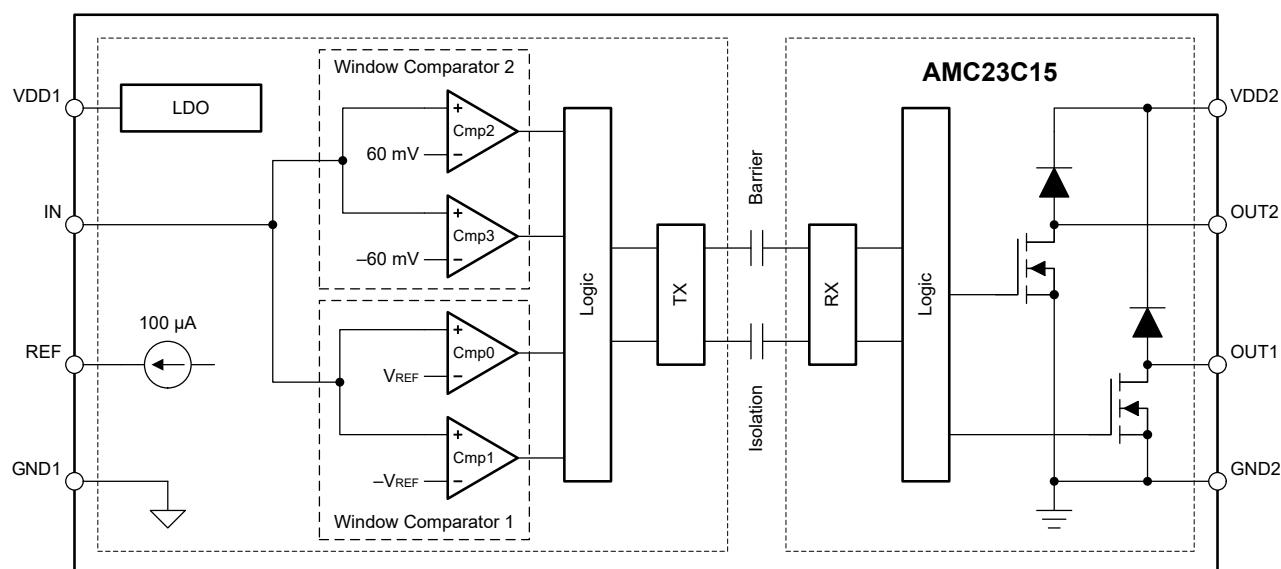 Window Comparator 2
AMC23C15
VDD1
LDO
+
Cmp2
60 mV
−
+
Cmp3
−60 mV
−
IN
Logic
TX
Barrier
Isolation
RX
Logic
VDD2
OUT2
100 µA
REF
+
Cmp0
VREF
−
+
Cmp1
−VREF
−
Window Comparator 1
OUT1
GND1
GND2